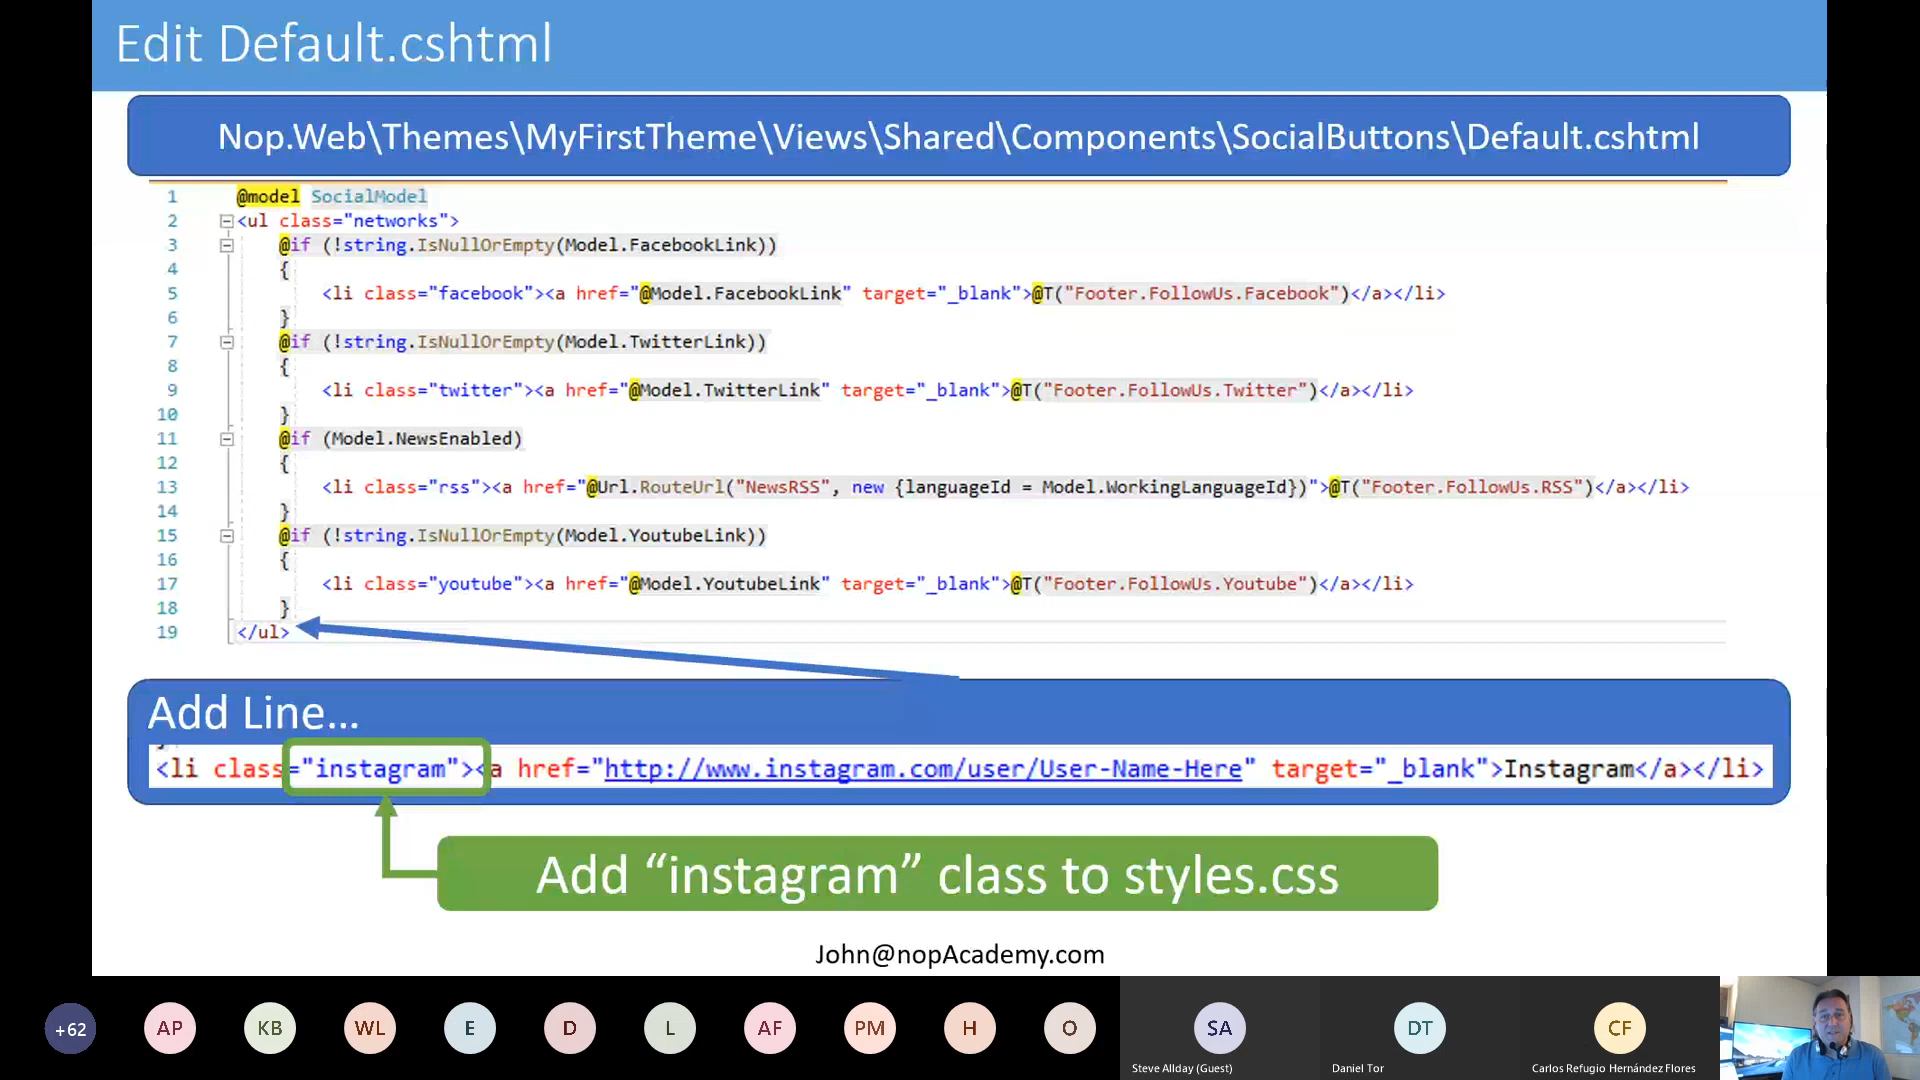 Edit Default.cshtml
Nop.Web\Themes\MyFirstTheme\Views\Shared\Components\SocialButtons\Default.cshtml
1 @model SocialModel
2 <ul class="networks">
3 @if (!string.IsNullOrEmpty(Model.FacebookLink))
4 {
5 <li class="facebook"><a href="@Model.FacebookLink" target="_blank">@T("Footer.FollowUs.Facebook")</a></li>
6 }
7 @if (!string.IsNullOrEmpty(Model.TwitterLink))
8 {
9 <li class="twitter"><a href="@Model.TwitterLink" target="_blank">@T("Footer.FollowUs.Twitter")</a></li>
10 }
11 @if (Model.NewsEnabled)
12 {
13 <li class="rss"><a href="@Url.RouteUrl("NewsRSS", new {languageId = Model.WorkingLanguageId})">@T("Footer.FollowUs.RSS")</a></li>
14 }
15 @if (!string.IsNullOrEmpty(Model.YoutubeLink))
16 {
17 <li class="youtube"><a href="@Model.YoutubeLink" target="_blank">@T("Footer.FollowUs.Youtube")</a></li>
18 }
19 </ul>
Add Line...
<li class="instagram"><a href="http://www.instagram.com/user/User-Name-Here" target="_blank">Instagram</a></li>
Add “instagram” class to styles.css
John@nopAcademy.com
+62 AP KB WL E D L AF PM H O SA DT CF
Steve Allday (Guest) Daniel Tor Carlos Refugio Hernández Flores